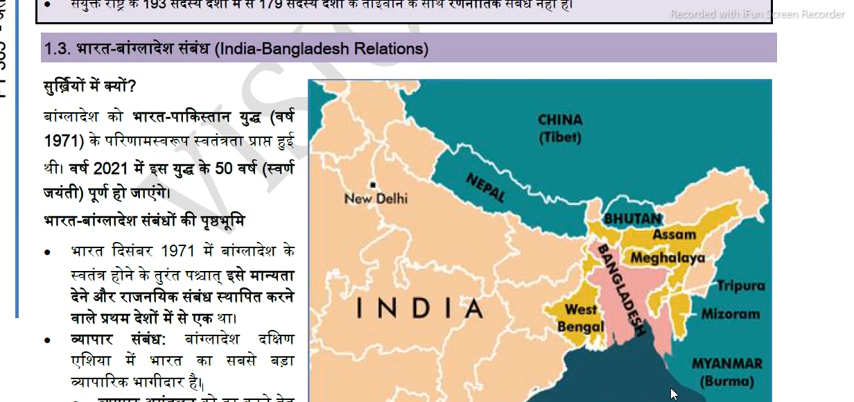 संयुक्त राष्ट्र के 193 सदस्य देशों में से 179 सदस्य देशों के ताइवान के साथ राजनीतिक संबंध नहीं हैं।
Recorded with iFun Screen Recorder
1.3. भारत-बांग्लादेश संबंध (India-Bangladesh Relations)
सुर्ख़ियों में क्यों?
बांग्लादेश को भारत-पाकिस्तान युद्ध (वर्ष
1971) के परिणामस्वरूप स्वतंत्रता प्राप्त हुई
थी। वर्ष 2021 में इस युद्ध के 50 वर्ष (स्वर्ण
जयंती) पूर्ण हो जाएंगे।
भारत-बांग्लादेश संबंधों की पृष्ठभूमि
• भारत दिसंबर 1971 में बांग्लादेश के
स्वतंत्र होने के तुरंत पश्चात् इसे मान्यता
देने और राजनयिक संबंध स्थापित करने
वाले प्रथम देशों में से एक था।
• व्यापार संबंध: बांग्लादेश दक्षिण
एशिया में भारत का सबसे बड़ा
व्यापारिक भागीदार है।
CHINA
(Tibet)
NEPAL
New Delhi
BHUTAN
Assam
Meghalaya
BANGLADESH
Tripura
INDIA
West
Bengal
Mizoram
MYANMAR
(Burma)
VISIO